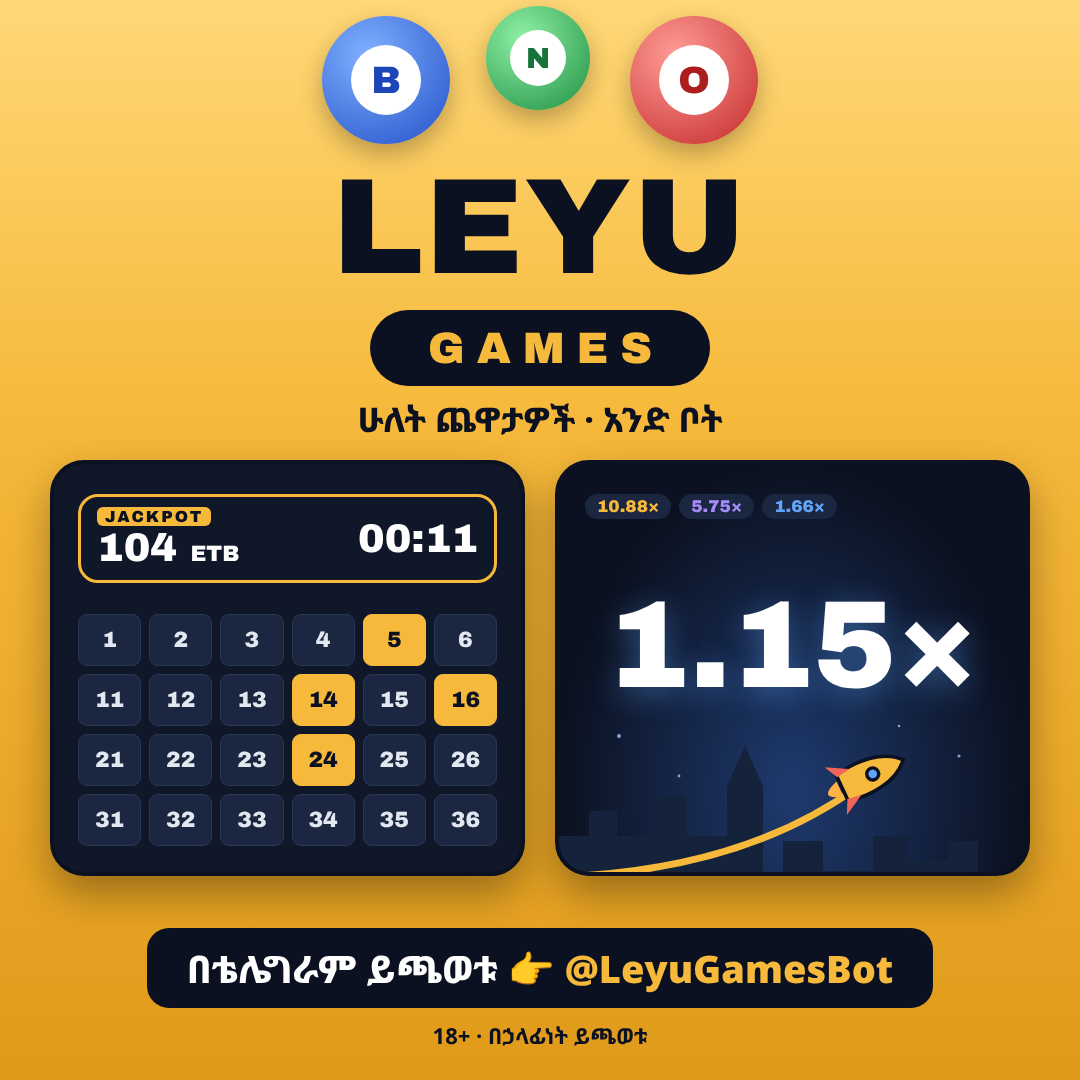 B N O
LEYU
GAMES
ሁለት ጨዋታዎች · አንድ ቦት
JACKPOT
104 ETB
00:11
1 2 3 4 5 6
11 12 13 14 15 16
21 22 23 24 25 26
31 32 33 34 35 36
10.88× 5.75× 1.66×
1.15×
በቴሌግራም ይጫወቱ 👉 @LeyuGamesBot
18+ · በኃላፊነት ይጫወቱ